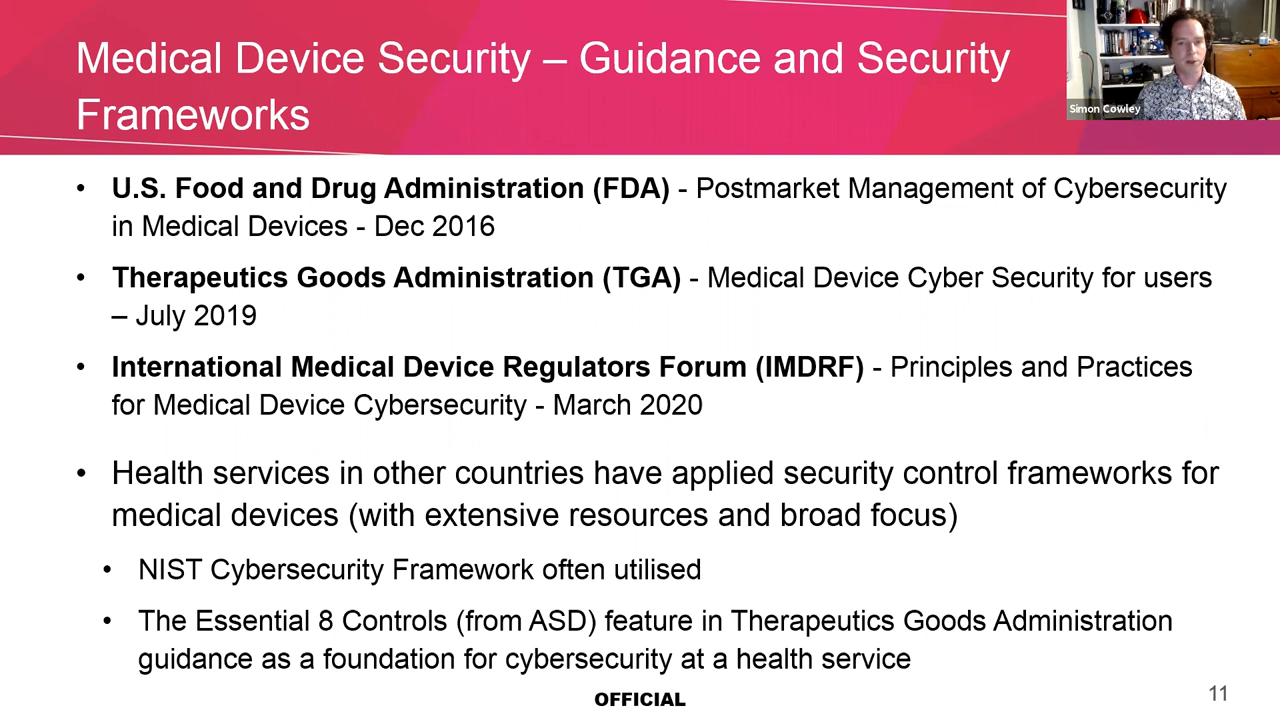 Medical Device Security – Guidance and Security
Frameworks
Simon Cowley
• U.S. Food and Drug Administration (FDA) - Postmarket Management of Cybersecurity
in Medical Devices - Dec 2016
• Therapeutics Goods Administration (TGA) - Medical Device Cyber Security for users
– July 2019
• International Medical Device Regulators Forum (IMDRF) - Principles and Practices
for Medical Device Cybersecurity - March 2020
• Health services in other countries have applied security control frameworks for
medical devices (with extensive resources and broad focus)
• NIST Cybersecurity Framework often utilised
• The Essential 8 Controls (from ASD) feature in Therapeutics Goods Administration
guidance as a foundation for cybersecurity at a health service
OFFICIAL
11